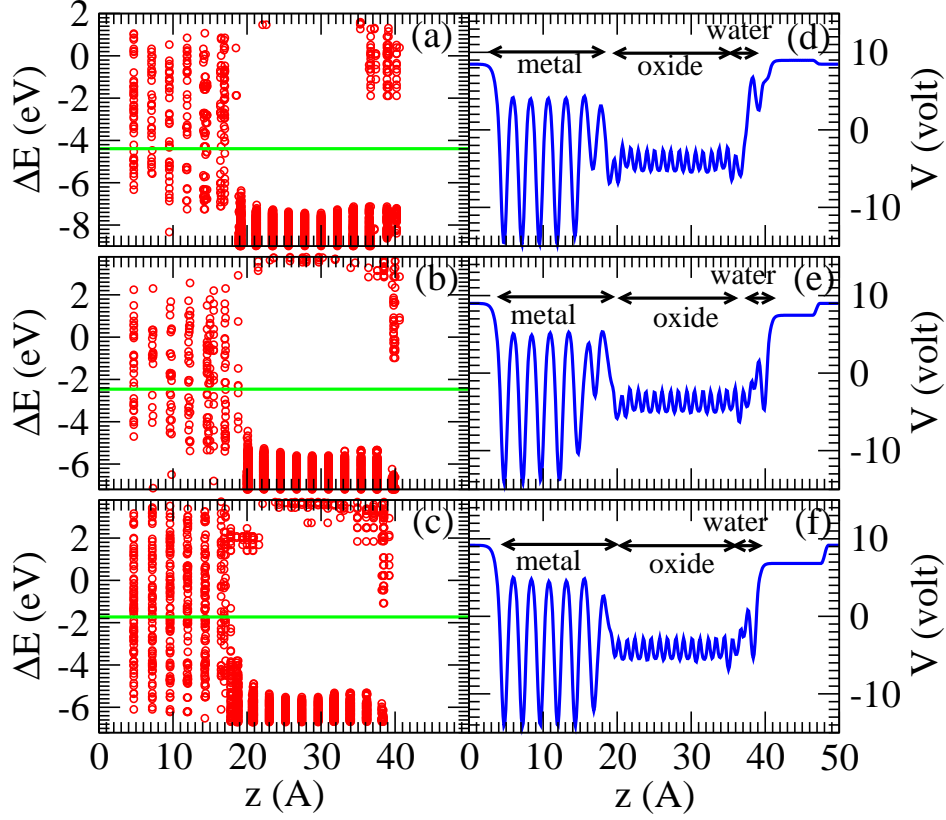 2 (a) water (d) 10
0 metal oxide
ΔE (eV) -2 0 V (volt)
-4
-6 -10
-8
(b) water (e) 10
2 metal oxide
ΔE (eV) 0 0 V (volt)
-2
-4 -10
-6
(c) water (f) 10
2 metal oxide
ΔE (eV) 0 0 V (volt)
-2
-4 -10
-6
0 10 20 30 40 0 10 20 30 40 50
z (A) z (A)